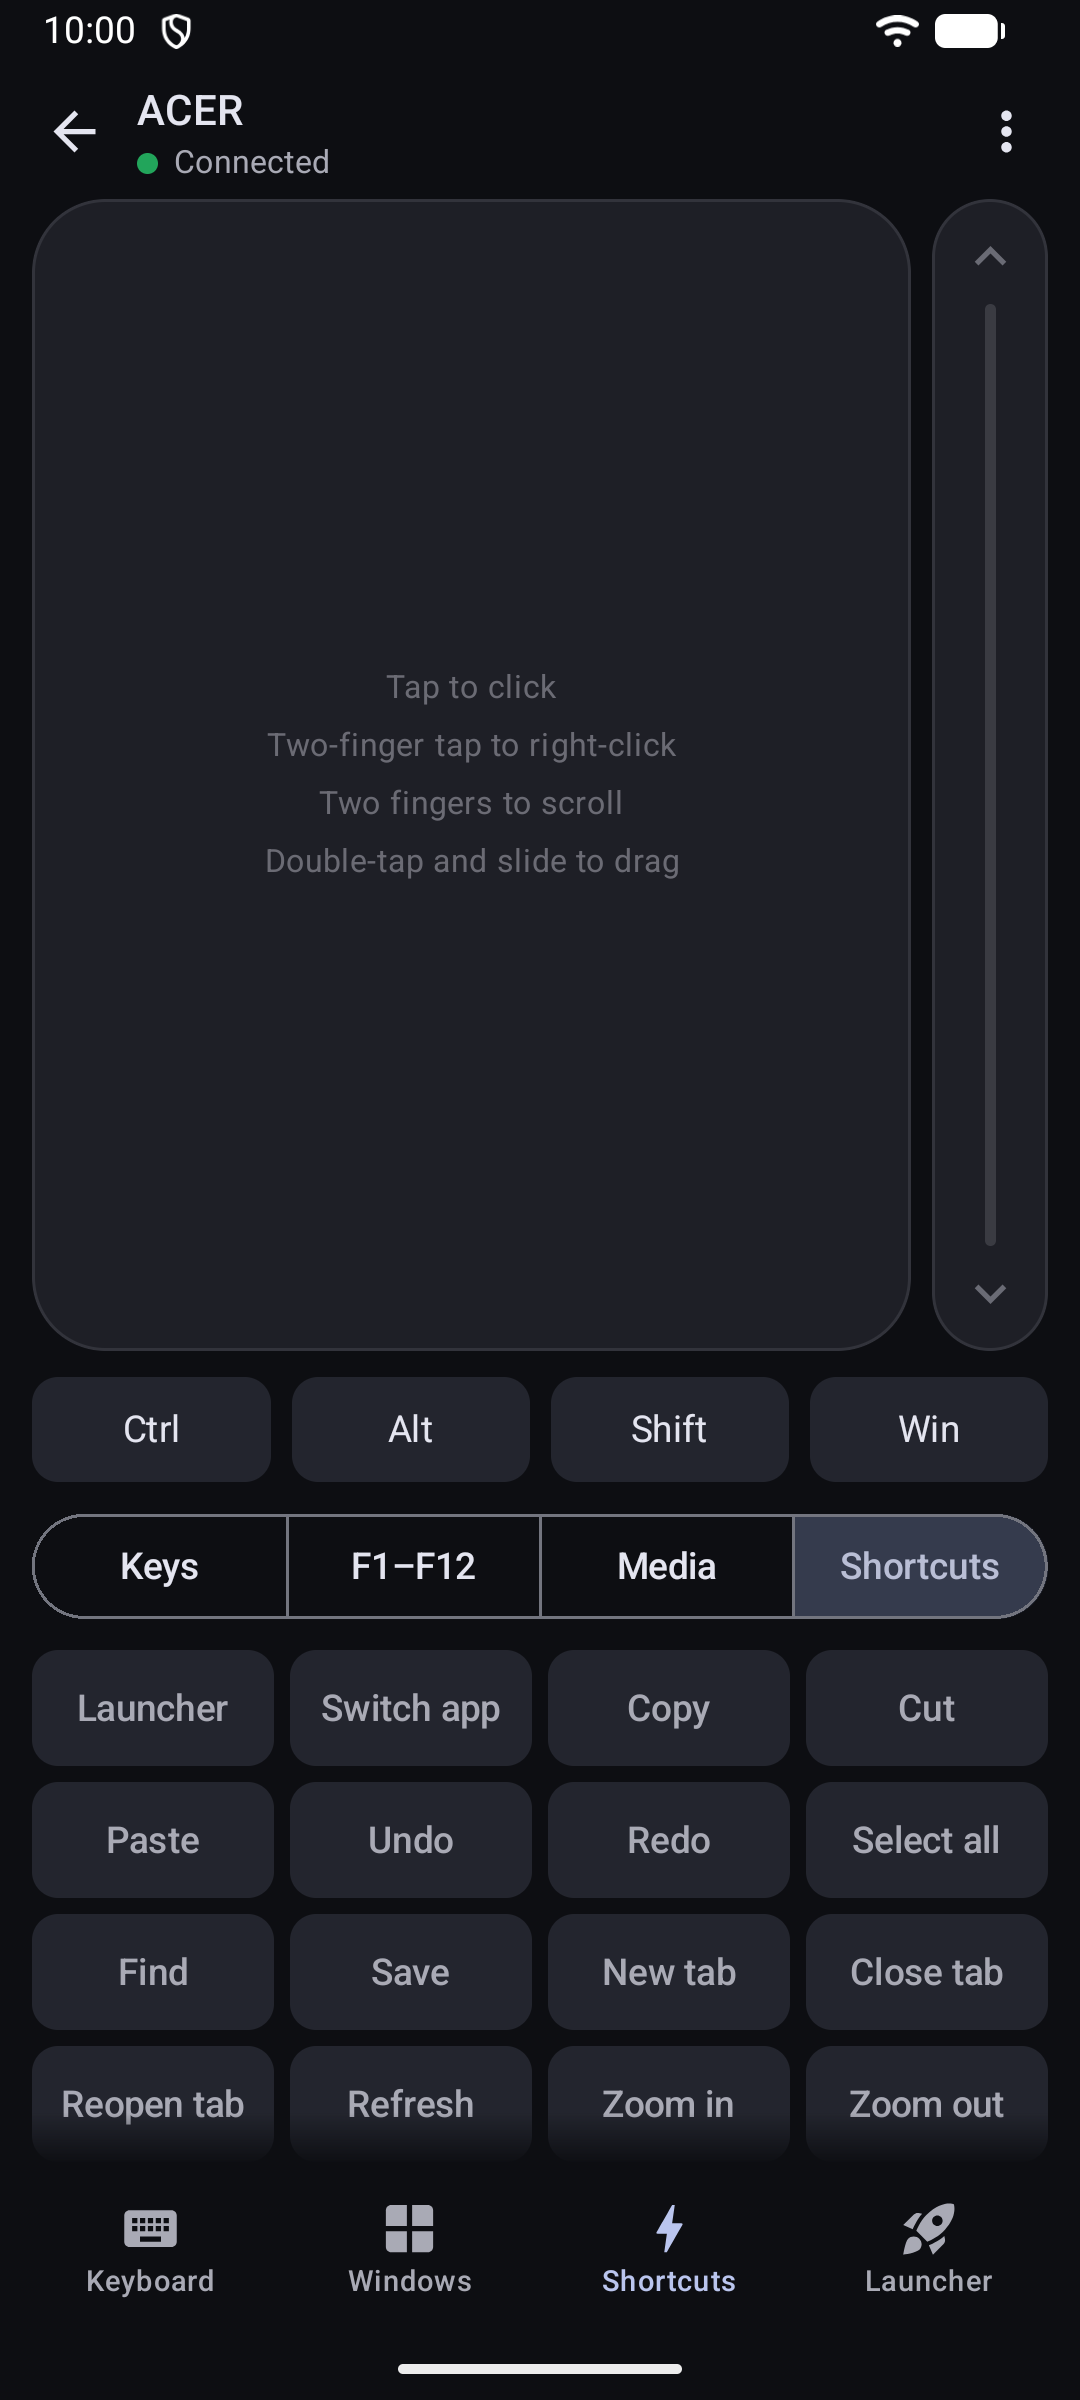 10:00
ACER
Connected
Tap to click
Two-finger tap to right-click
Two fingers to scroll
Double-tap and slide to drag
Ctrl Alt Shift Win
Keys F1–F12 Media Shortcuts
Launcher Switch app Copy Cut
Paste Undo Redo Select all
Find Save New tab Close tab
Reopen tab Refresh Zoom in Zoom out
Keyboard Windows Shortcuts Launcher